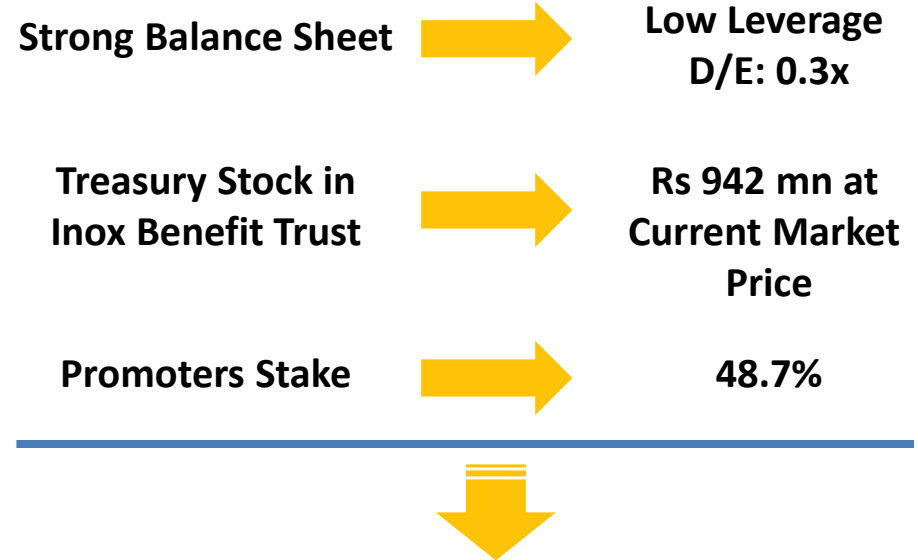 Strong Balance Sheet
Low Leverage
D/E: 0.3x
Treasury Stock in
Inox Benefit Trust
Rs 942 mn at
Current Market
Price
Promoters Stake
48.7%